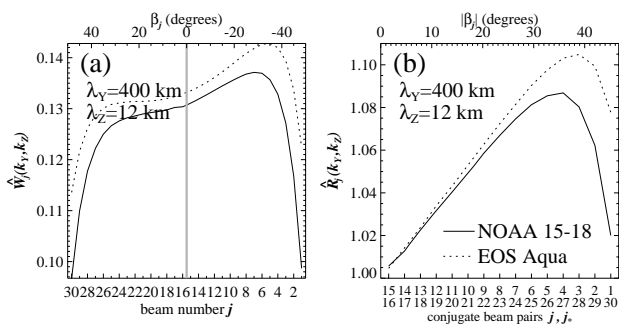 β_j (degrees)
40 20 0 -20 -40
(a)
λ_Y=400 km
λ_Z=12 km
0.14
0.13
0.12
0.11
0.10
Ŵ_j(k_Y,k_Z)
30 28 26 24 22 20 18 16 14 12 10 8 6 4 2
beam number j
|β_j| (degrees)
0 10 20 30 40
(b)
λ_Y=400 km
λ_Z=12 km
1.10
1.08
1.06
1.04
1.02
1.00
R̂_j(k_Y,k_Z)
NOAA 15-18
EOS Aqua
15 14 13 12 11 10 9 8 7 6 5 4 3 2 1
16 17 18 19 20 21 22 23 24 25 26 27 28 29 30
conjugate beam pairs j, j_*